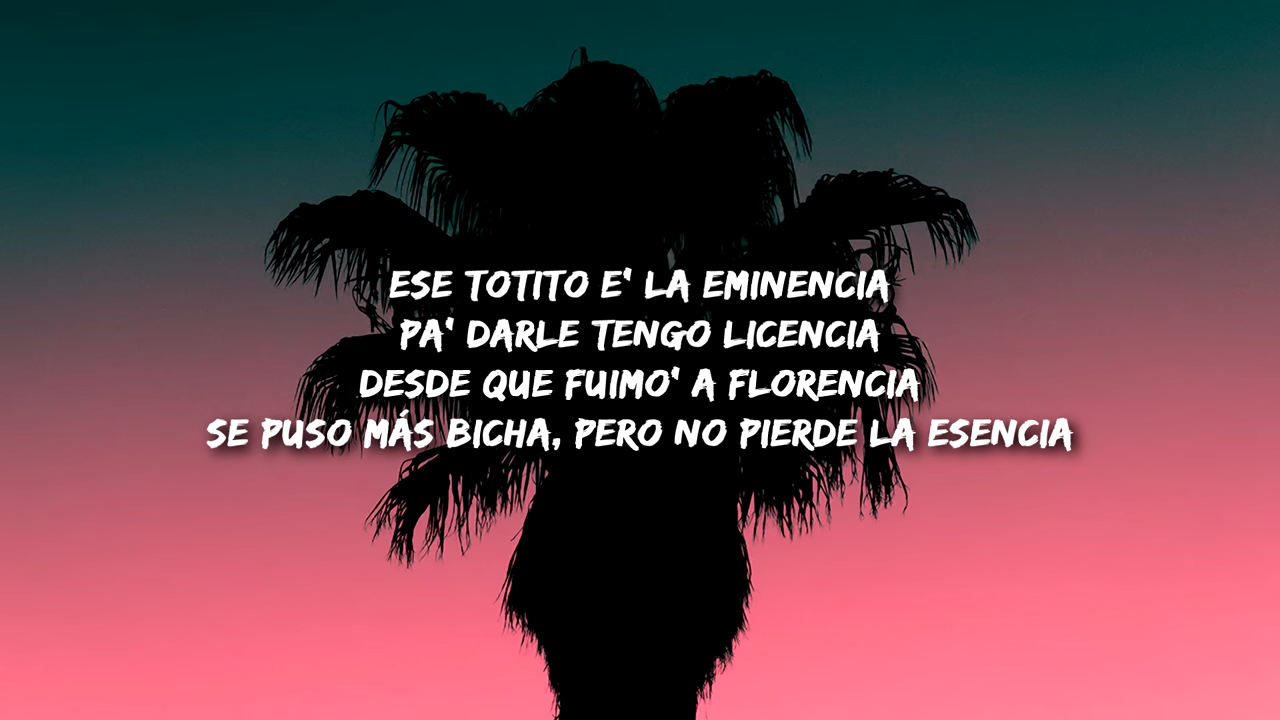 ESE TOTITO E' LA EMINENCIA
PA' DARLE TENGO LICENCIA
DESDE QUE FUIMO' A FLORENCIA
SE PUSO MÁS BICHA, PERO NO PIERDE LA ESENCIA